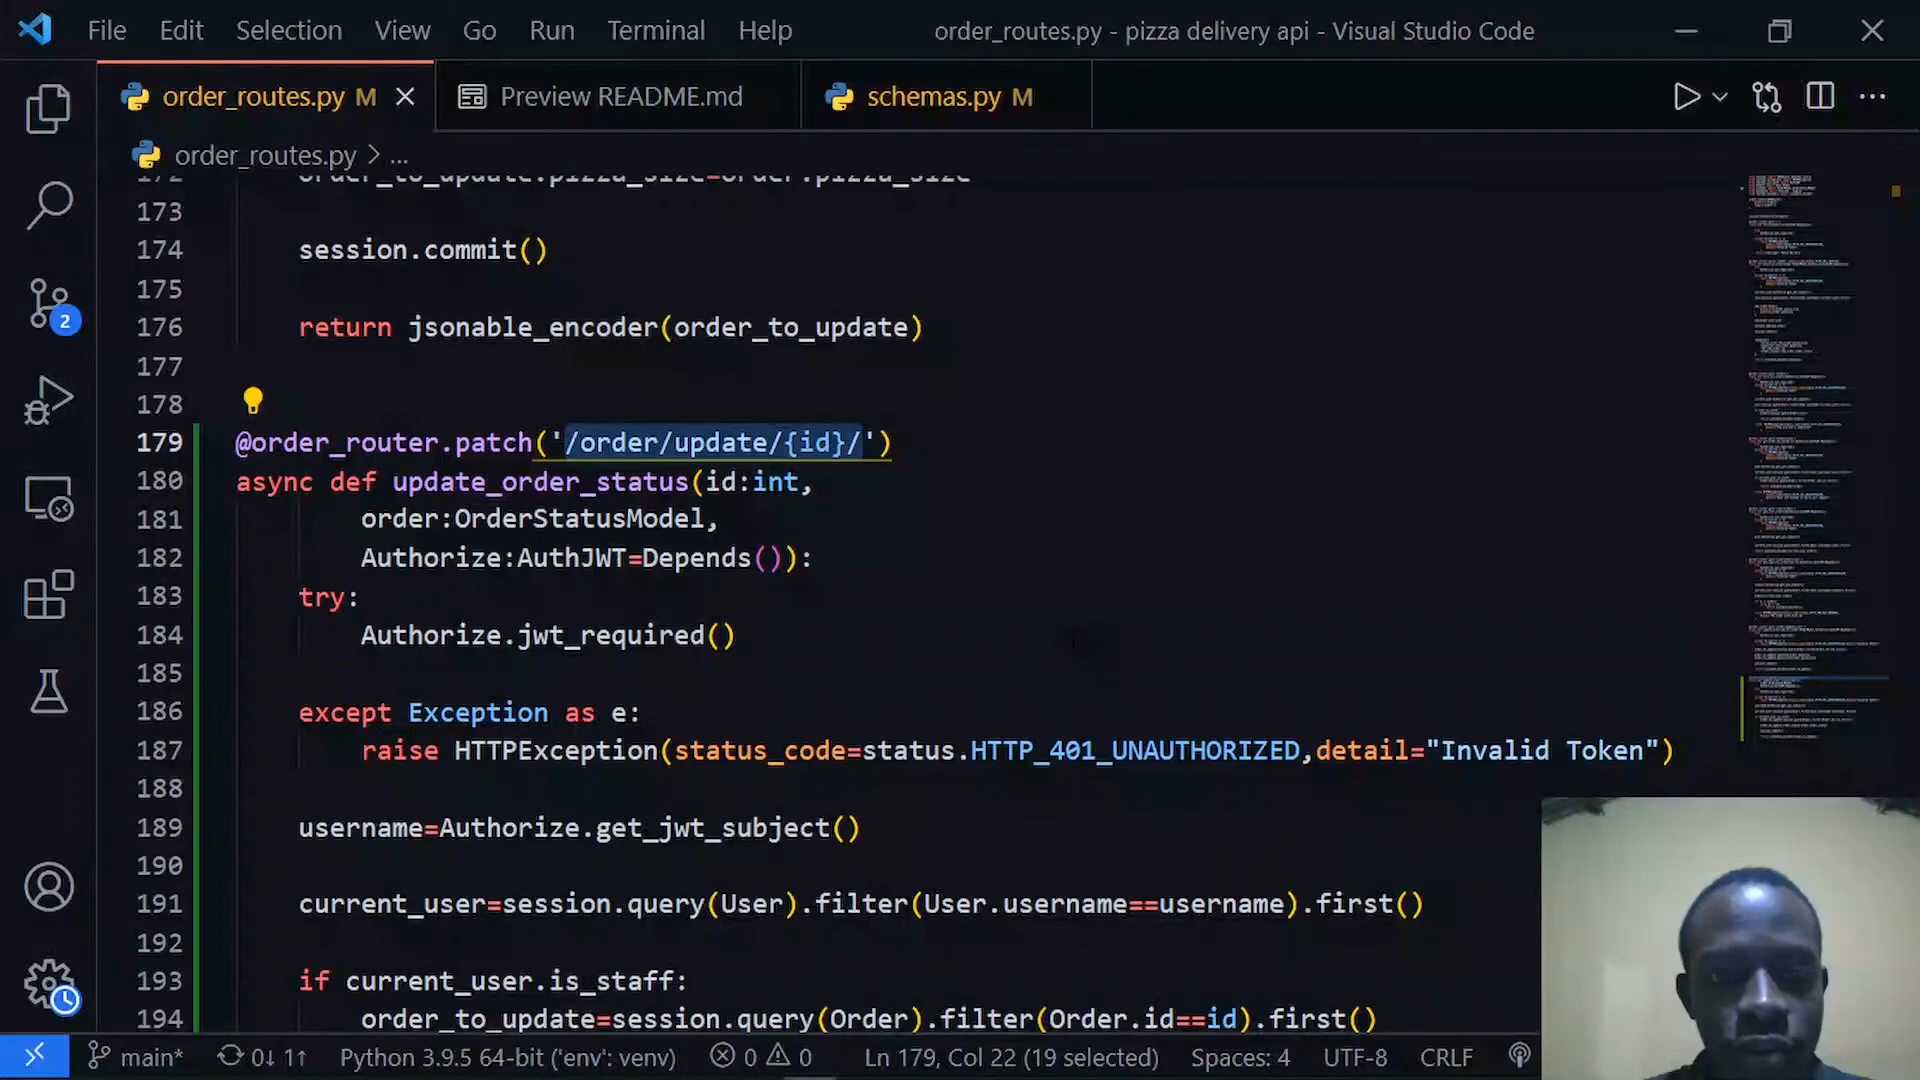 File Edit Selection View Go Run Terminal Help order_routes.py - pizza delivery api - Visual Studio Code
order_routes.py M Preview README.md schemas.py M
order_routes.py > ...
172 order_to_update.pizza_size=order.pizza_size
173
174 session.commit()
175
176 return jsonable_encoder(order_to_update)
177
178
179 @order_router.patch('/order/update/{id}/')
180 async def update_order_status(id:int,
181 order:OrderStatusModel,
182 Authorize:AuthJWT=Depends()):
183 try:
184 Authorize.jwt_required()
185
186 except Exception as e:
187 raise HTTPException(status_code=status.HTTP_401_UNAUTHORIZED,detail="Invalid Token")
188
189 username=Authorize.get_jwt_subject()
190
191 current_user=session.query(User).filter(User.username==username).first()
192
193 if current_user.is_staff:
194 order_to_update=session.query(Order).filter(Order.id==id).first()
2
main* 0↓ 1↑ Python 3.9.5 64-bit ('env': venv) 0 0 Ln 179, Col 22 (19 selected) Spaces: 4 UTF-8 CRLF